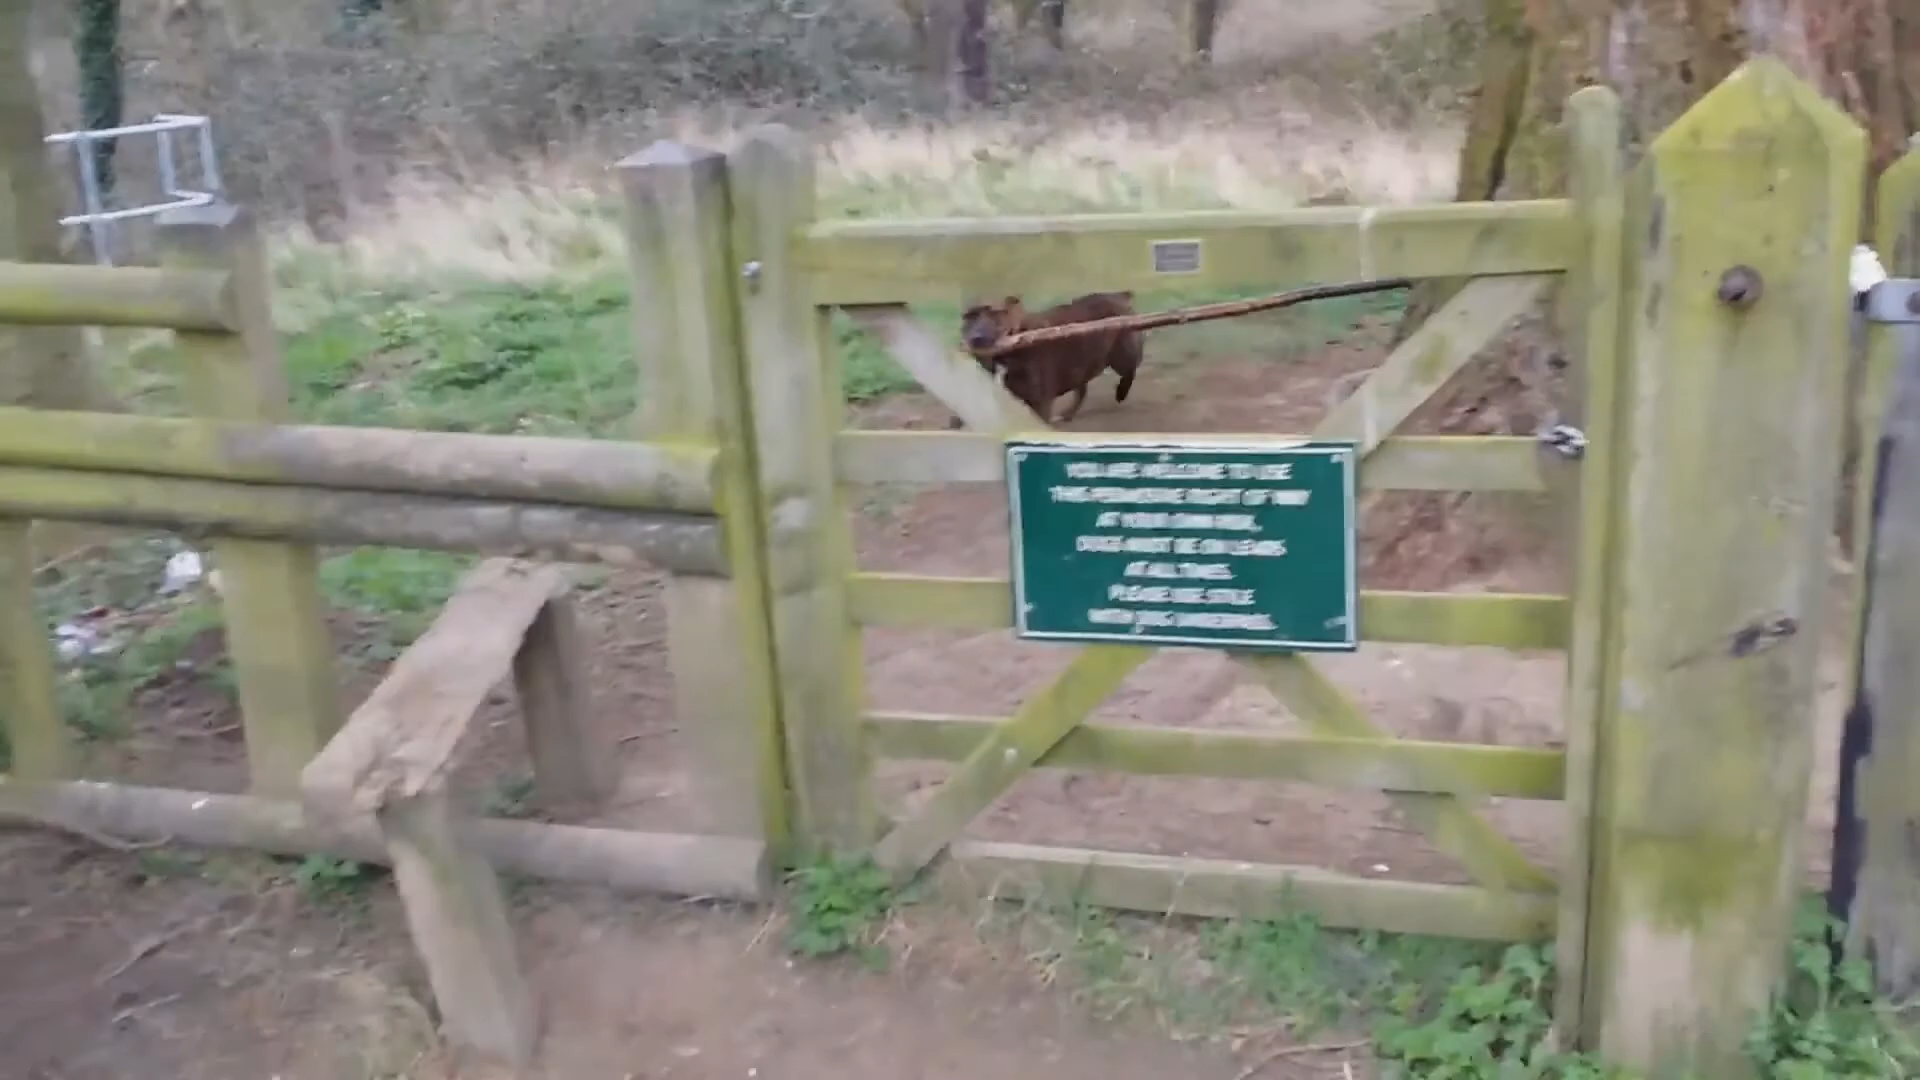 YOU ARE WELCOME TO USE
THIS PERMISSIVE RIGHT OF WAY
AT YOUR OWN RISK.
DOGS MUST BE ON LEADS
AT ALL TIMES.
PLEASE USE STILE
WITH